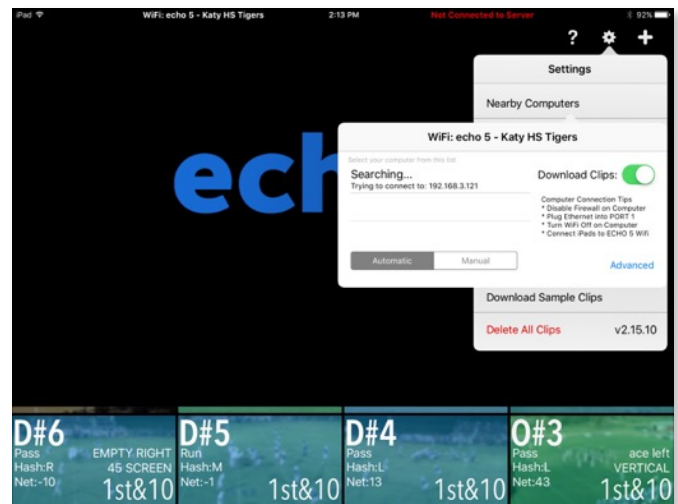 iPad WiFi: echo 5 - Katy HS Tigers 2:13 PM Not Connected to Server 92%
? +
Settings
Nearby Computers
WiFi: echo 5 - Katy HS Tigers
Select your computer from this list
Searching...
Trying to connect to: 192.168.3.121
Download Clips:
Computer Connection Tips
* Disable Firewall on Computer
* Plug Ethernet into PORT 1
* Turn WiFi Off on Computer
* Connect iPads to ECHO 5 Wifi
Automatic Manual
Advanced
ech
Download Sample Clips
Delete All Clips v2.15.10
D#6
Pass EMPTY RIGHT
Hash:R 45 SCREEN
Net:-10 1st&10
D#5
Run
Hash:M
Net:-1 1st&10
D#4
Pass
Hash:L
Net:13 1st&10
O#3
Pass ace left
Hash:L VERTICAL
Net:43 1st&10